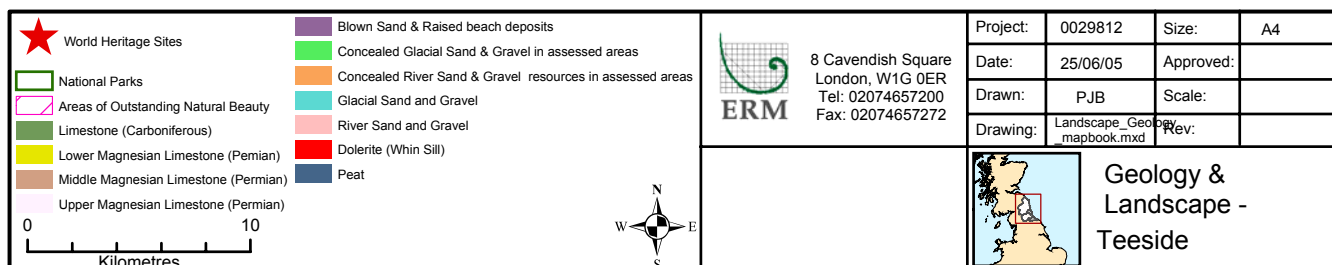 World Heritage Sites
National Parks
Areas of Outstanding Natural Beauty
Limestone (Carboniferous)
Lower Magnesian Limestone (Permian)
Middle Magnesian Limestone (Permian)
Upper Magnesian Limestone (Permian)
0 10
Kilometres
Blown Sand & Raised beach deposits
Concealed Glacial Sand & Gravel in assessed areas
Concealed River Sand & Gravel resources in assessed areas
Glacial Sand and Gravel
River Sand and Gravel
Dolerite (Whin Sill)
Peat
N
W E
S
ERM
8 Cavendish Square
London, W1G 0ER
Tel: 02074657200
Fax: 02074657272
Project: 0029812 Size: A4
Date: 25/06/05 Approved:
Drawn: PJB Scale:
Drawing: Landscape_Geology
_mapbook.mxd Rev:
Geology &
Landscape -
Teeside